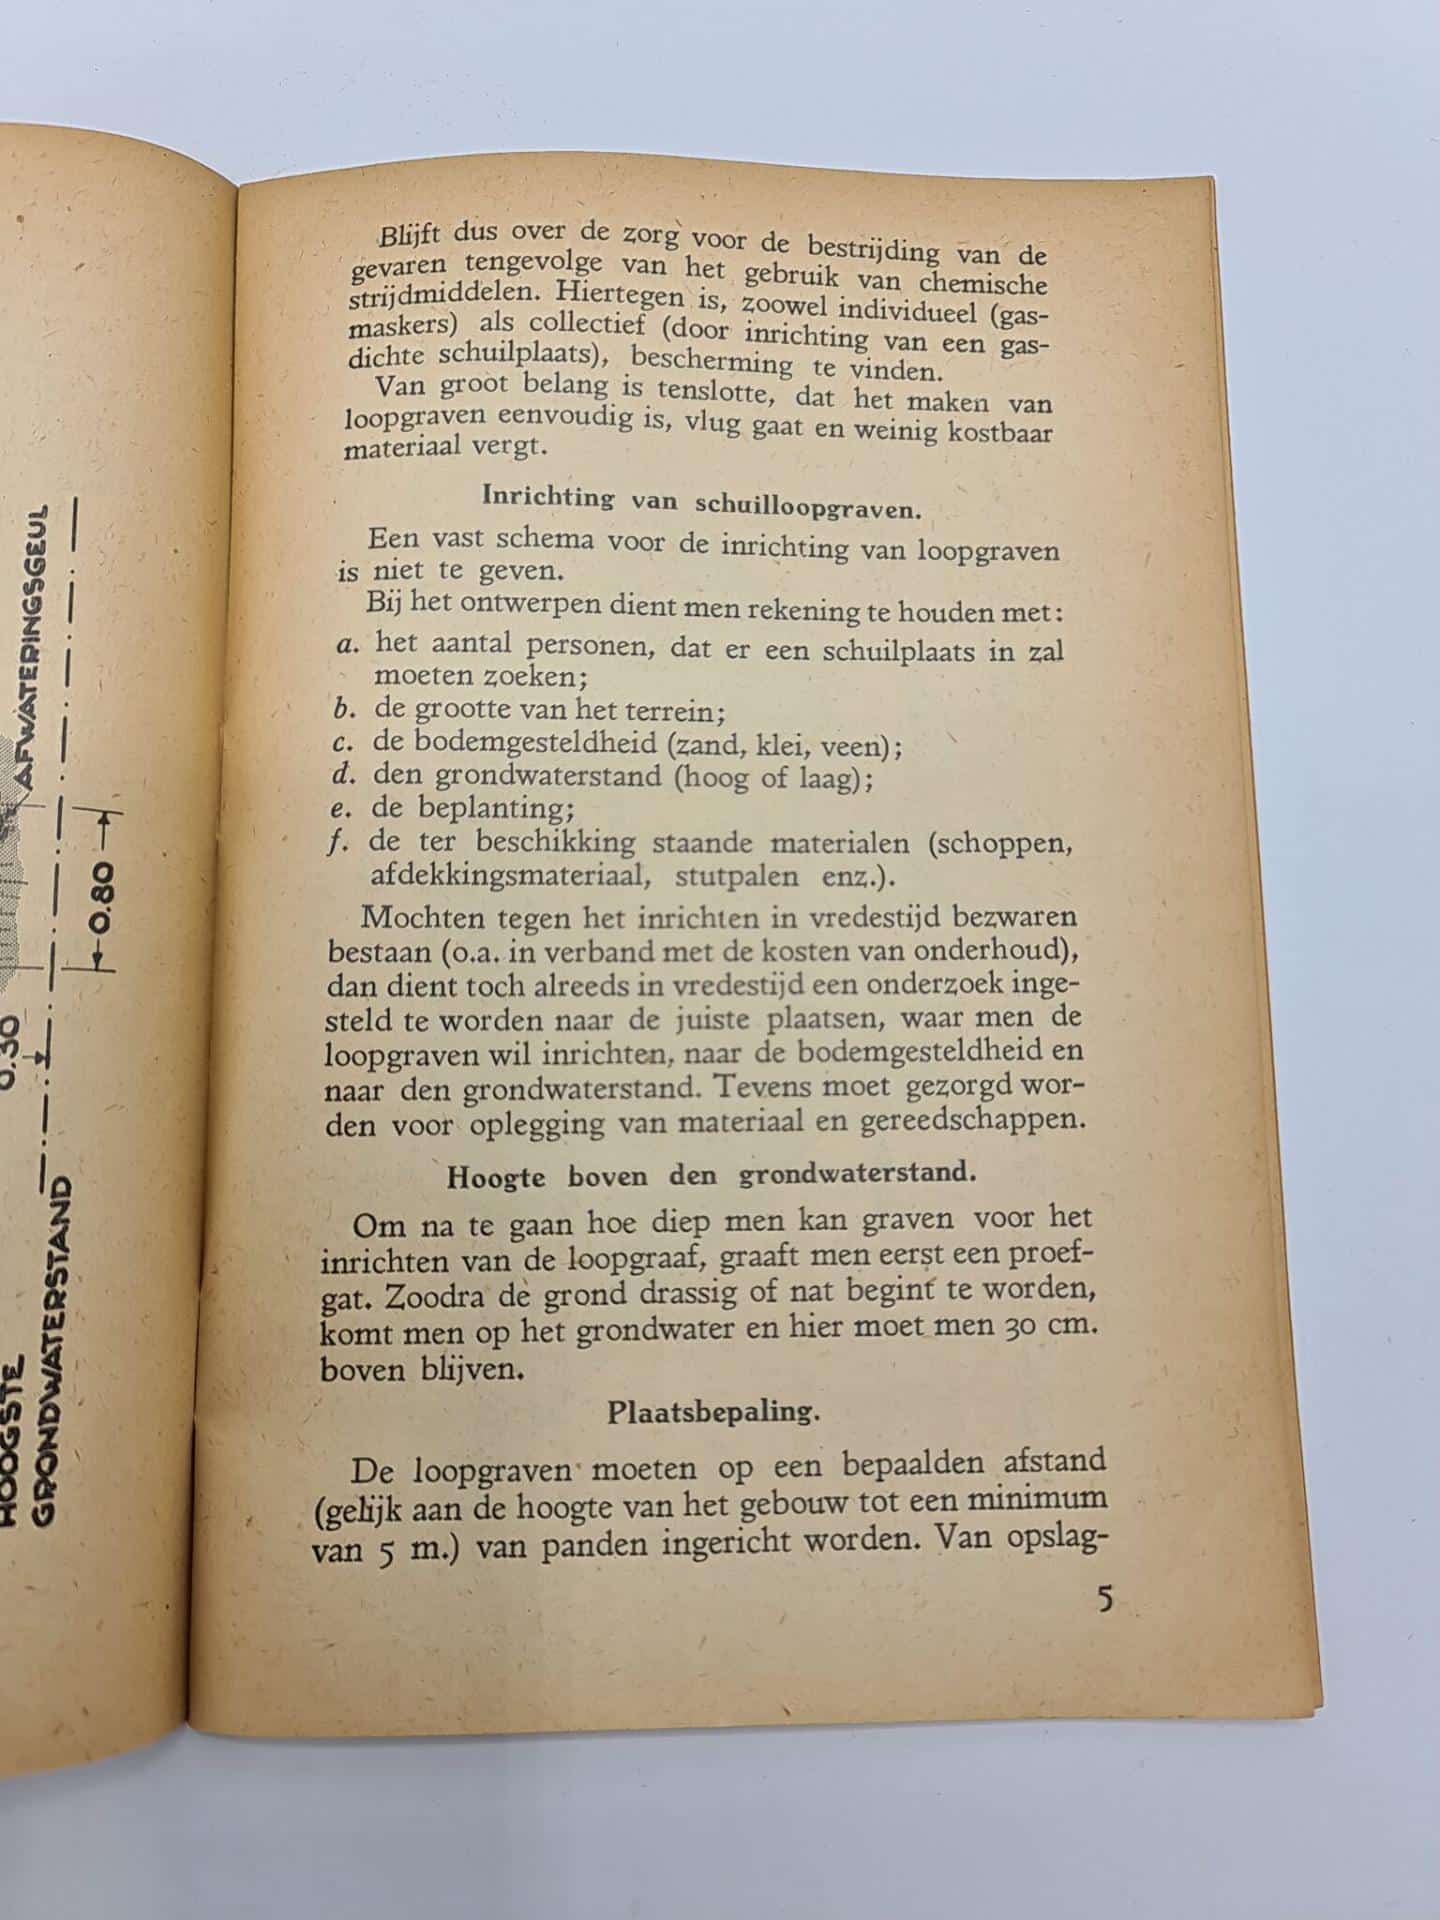 AFWATERINGSGEUL
0.80
0.30
HOOGSTE
GRONDWATERSTAND
Blijft dus over de zorg voor de bestrijding van de
gevaren tengevolge van het gebruik van chemische
strijdmiddelen. Hiertegen is, zoowel individueel (gas-
maskers) als collectief (door inrichting van een gas-
dichte schuilplaats), bescherming te vinden.
Van groot belang is tenslotte, dat het maken van
loopgraven eenvoudig is, vlug gaat en weinig kostbaar
materiaal vergt.
Inrichting van schuilloopgraven.
Een vast schema voor de inrichting van loopgraven
is niet te geven.
Bij het ontwerpen dient men rekening te houden met:
a. het aantal personen, dat er een schuilplaats in zal
moeten zoeken;
b. de grootte van het terrein;
c. de bodemgesteldheid (zand, klei, veen);
d. den grondwaterstand (hoog of laag);
e. de beplanting;
f. de ter beschikking staande materialen (schoppen,
afdekkingsmateriaal, stutpalen enz.).
Mochten tegen het inrichten in vredestijd bezwaren
bestaan (o.a. in verband met de kosten van onderhoud),
dan dient toch alreeds in vredestijd een onderzoek inge-
steld te worden naar de juiste plaatsen, waar men de
loopgraven wil inrichten, naar de bodemgesteldheid en
naar den grondwaterstand. Tevens moet gezorgd wor-
den voor oplegging van materiaal en gereedschappen.
Hoogte boven den grondwaterstand.
Om na te gaan hoe diep men kan graven voor het
inrichten van de loopgraaf, graaft men eerst een proef-
gat. Zoodra de grond drassig of nat begint te worden,
komt men op het grondwater en hier moet men 30 cm.
boven blijven.
Plaatsbepaling.
De loopgraven moeten op een bepaalden afstand
(gelijk aan de hoogte van het gebouw tot een minimum
van 5 m.) van panden ingericht worden. Van opslag-
5